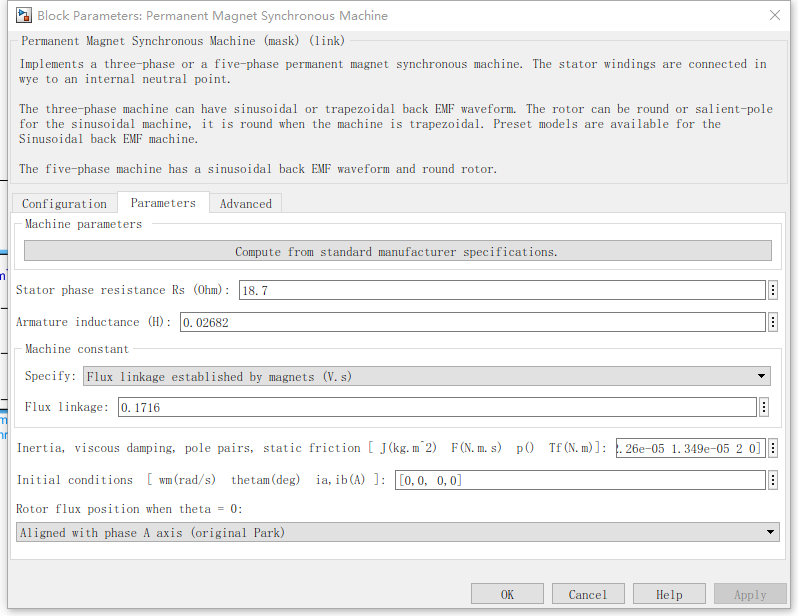 Block Parameters: Permanent Magnet Synchronous Machine
Permanent Magnet Synchronous Machine (mask) (link)
Implements a three-phase or a five-phase permanent magnet synchronous machine. The stator windings are connected in
wye to an internal neutral point.
The three-phase machine can have sinusoidal or trapezoidal back EMF waveform. The rotor can be round or salient-pole
for the sinusoidal machine, it is round when the machine is trapezoidal. Preset models are available for the
Sinusoidal back EMF machine.
The five-phase machine has a sinusoidal back EMF waveform and round rotor.
Configuration Parameters Advanced
Machine parameters
Compute from standard manufacturer specifications.
Stator phase resistance Rs (Ohm): 18.7
Armature inductance (H): 0.02682
Machine constant
Specify: Flux linkage established by magnets (V.s)
Flux linkage: 0.1716
Inertia, viscous damping, pole pairs, static friction [ J(kg.m^2) F(N.m.s) p() Tf(N.m)]: .26e-05 1.349e-05 2 0]
Initial conditions [ wm(rad/s) thetam(deg) ia,ib(A) ]: [0,0, 0,0]
Rotor flux position when theta = 0:
Aligned with phase A axis (original Park)
OK Cancel Help Apply